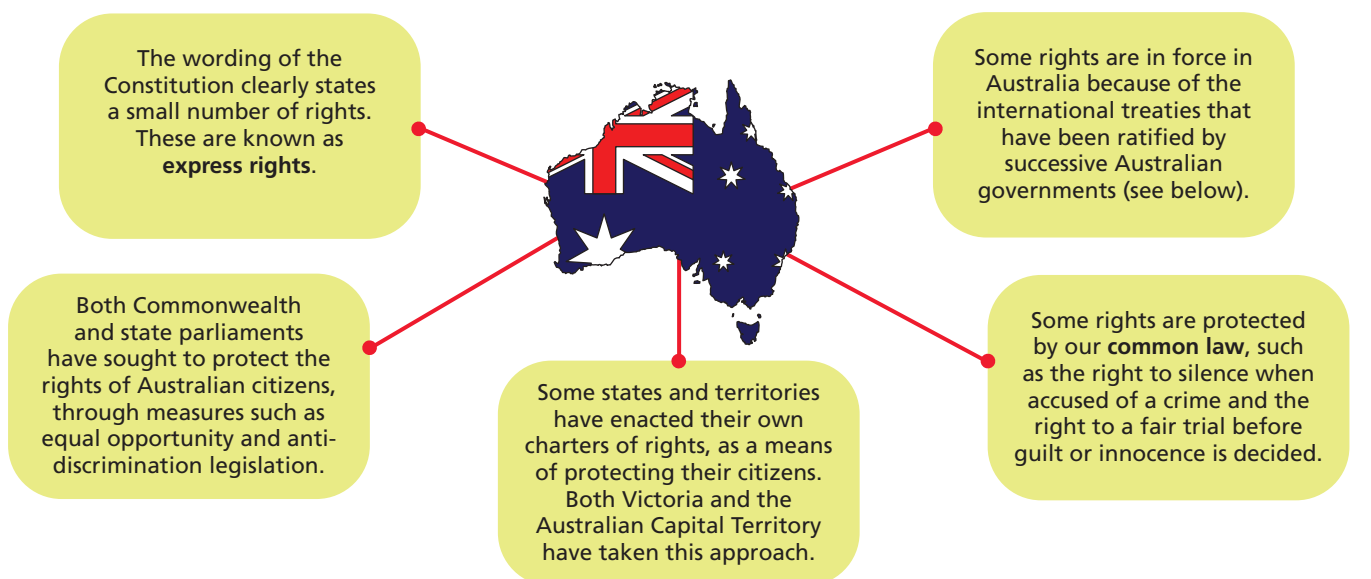 The wording of the
Constitution clearly states
a small number of rights.
These are known as
express rights.
Some rights are in force in
Australia because of the
international treaties that
have been ratified by
successive Australian
governments (see below).
Both Commonwealth
and state parliaments
have sought to protect the
rights of Australian citizens,
through measures such as
equal opportunity and anti-
discrimination legislation.
Some states and territories
have enacted their own
charters of rights, as a means
of protecting their citizens.
Both Victoria and the
Australian Capital Territory
have taken this approach.
Some rights are protected
by our common law, such
as the right to silence when
accused of a crime and the
right to a fair trial before
guilt or innocence is decided.